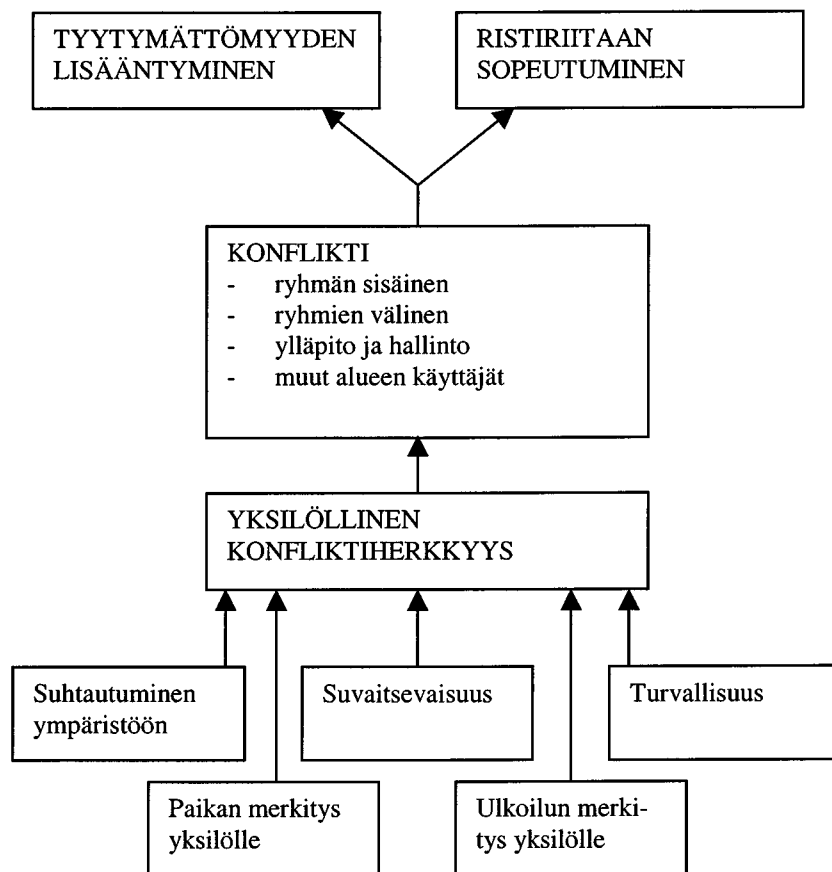 TYYTYMÄTTÖMYYDEN
LISÄÄNTYMINEN
RISTIRIITAAN
SOPEUTUMINEN
KONFLIKTI
- ryhmän sisäinen
- ryhmien välinen
- ylläpito ja hallinto
- muut alueen käyttäjät
YKSILÖLLINEN
KONFLIKTIHERKKYYS
Suhtautuminen
ympäristöön
Suvaitsevaisuus
Turvallisuus
Paikan merkitys
yksilölle
Ulkoilun merki-
tys yksilölle